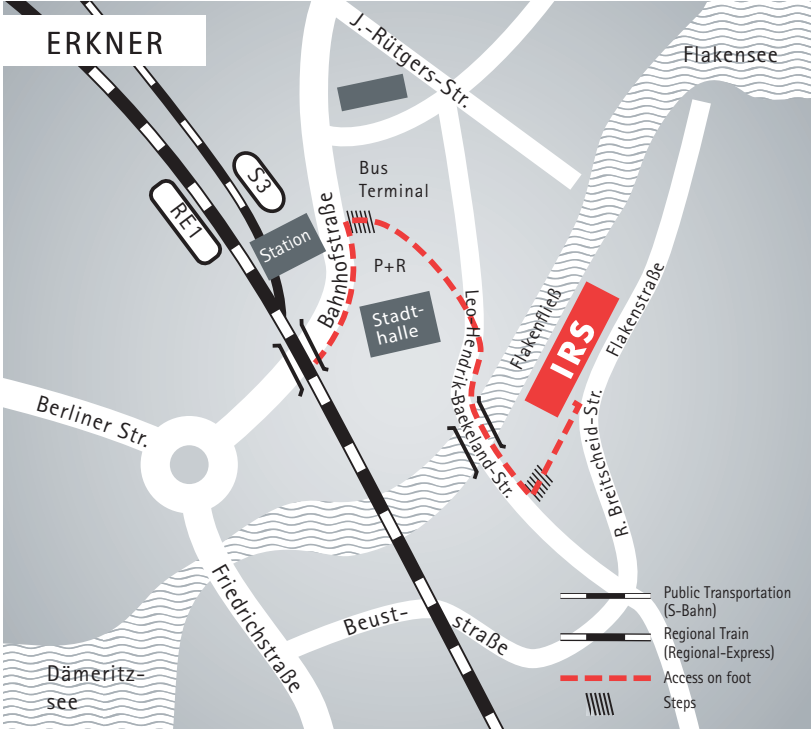 ERKNER
J.-Rütgers-Str.
Flakensee
S3
RE1
Bus
Terminal
Station
Bahnhofstraße
P+R
Stadt-
halle
Leo-Hendrik-Baekeland-Str.
Flakenfließ
IRS
Flakenstraße
Berliner Str.
R. Breitscheid-Str.
Friedrichstraße
Beust-
straße
Dämeritz-
see
Public Transportation
(S-Bahn)
Regional Train
(Regional-Express)
Access on foot
Steps